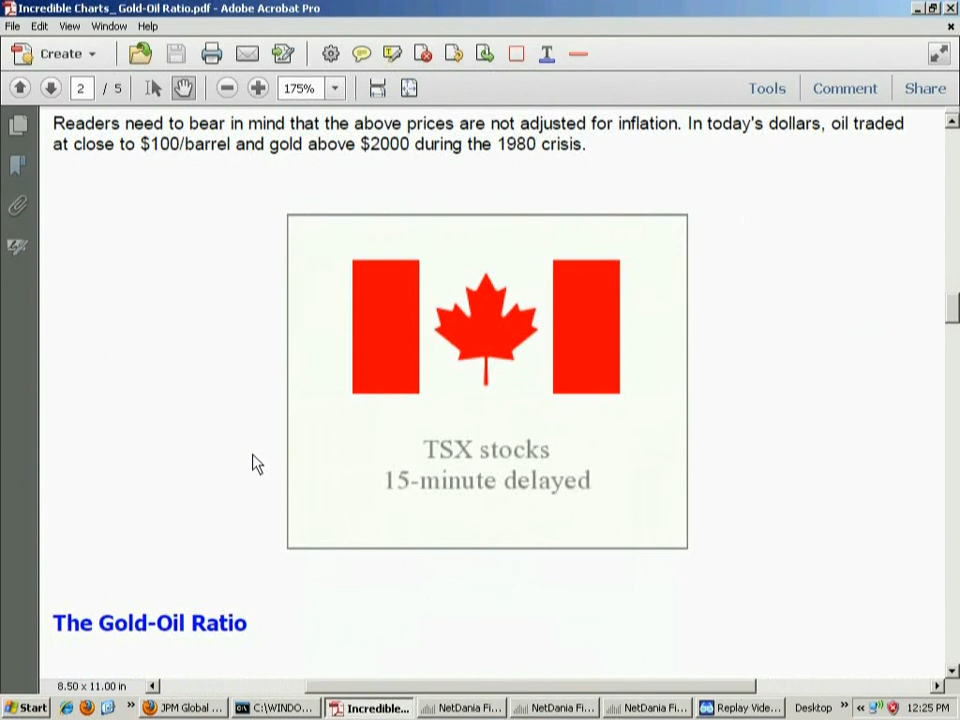 Incredible Charts_ Gold-Oil Ratio.pdf - Adobe Acrobat Pro
File Edit View Window Help
Create
2 / 5 175% Tools Comment Share
Readers need to bear in mind that the above prices are not adjusted for inflation. In today's dollars, oil traded
at close to $100/barrel and gold above $2000 during the 1980 crisis.
TSX stocks
15-minute delayed
The Gold-Oil Ratio
8.50 x 11.00 in
Start JPM Global ... C:\WINDO... Incredible... NetDania Fi... NetDania Fi... NetDania Fi... Replay Vide... Desktop 12:25 PM